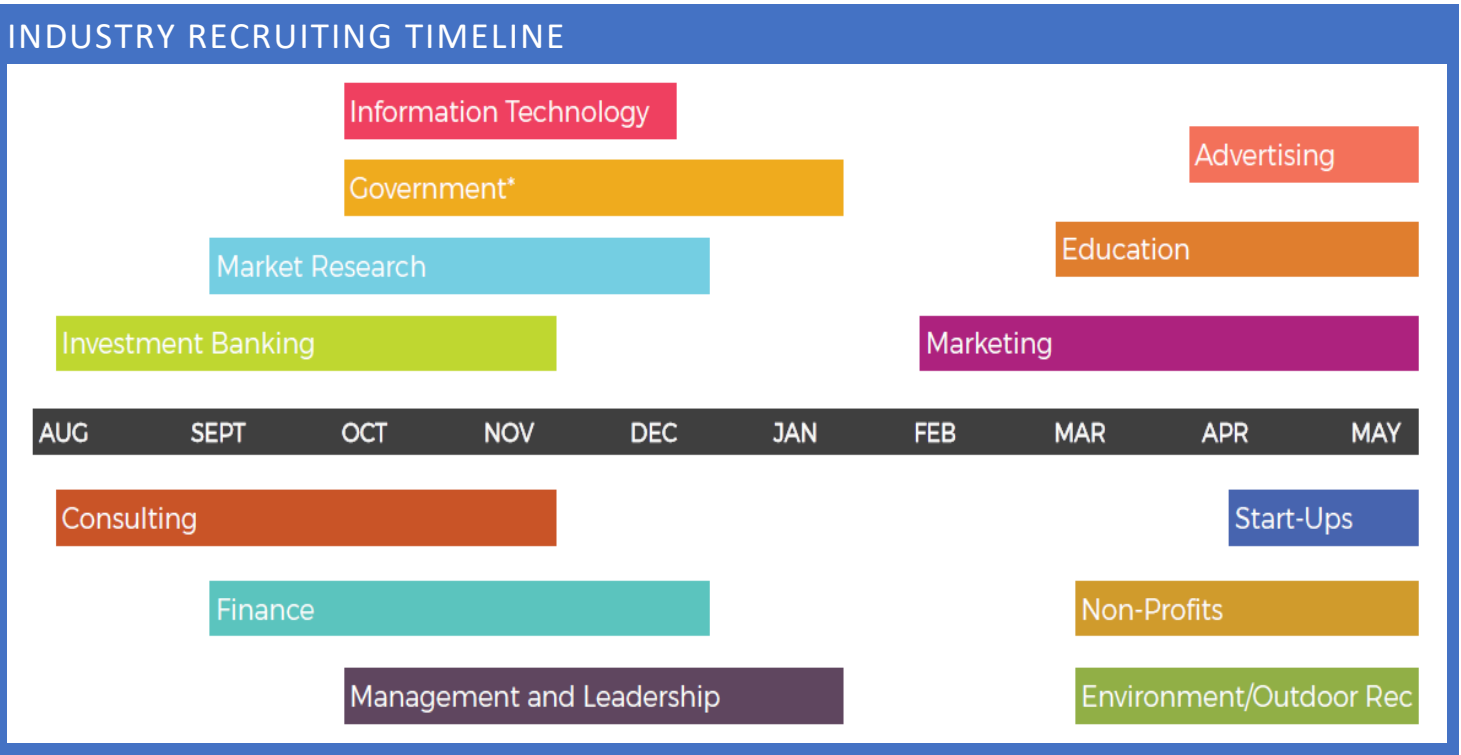 INDUSTRY RECRUITING TIMELINE
Information Technology
Advertising
Government*
Education
Market Research
Investment Banking
Marketing
AUG SEPT OCT NOV DEC JAN FEB MAR APR MAY
Consulting
Start-Ups
Finance
Non-Profits
Management and Leadership
Environment/Outdoor Rec